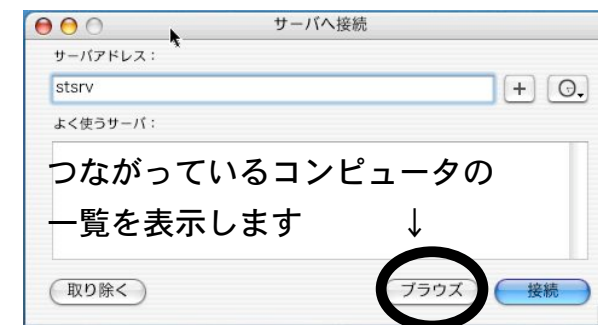 サーバへ接続
サーバアドレス：
stsrv
よく使うサーバ：
つながっているコンピュータの
一覧を表示します ↓
取り除く ブラウズ 接続